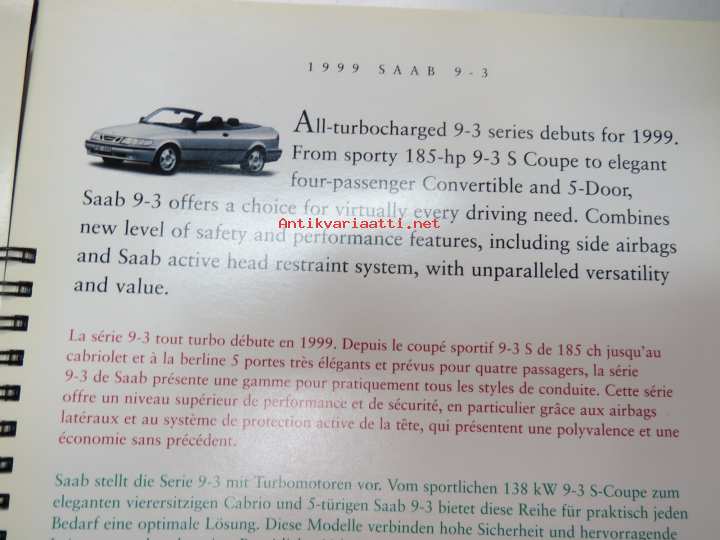 1999 SAAB 9-3
All-turbocharged 9-3 series debuts for 1999.
From sporty 185-hp 9-3 S Coupe to elegant
four-passenger Convertible and 5-Door,
Saab 9-3 offers a choice for virtually every driving need. Combines
Antikvariaatti.net
new level of safety and performance features, including side airbags
and Saab active head restraint system, with unparalleled versatility
and value.
La série 9-3 tout turbo débute en 1999. Depuis le coupé sportif 9-3 S de 185 ch jusqu'au
cabriolet et à la berline 5 portes très élégants et prévus pour quatre passagers, la série
9-3 de Saab présente une gamme pour pratiquement tous les styles de conduite. Cette série
offre un niveau supérieur de performance et de sécurité, en particulier grâce aux airbags
latéraux et au système de protection active de la tête, qui présentent une polyvalence et une
économie sans précédent.
Saab stellt die Serie 9-3 mit Turbomotoren vor. Vom sportlichen 138 kW 9-3 S-Coupe zum
eleganten vierersitzigen Cabrio und 5-türigen Saab 9-3 bietet diese Reihe für praktisch jeden
Bedarf eine optimale Lösung. Diese Modelle verbinden hohe Sicherheit und hervorragende